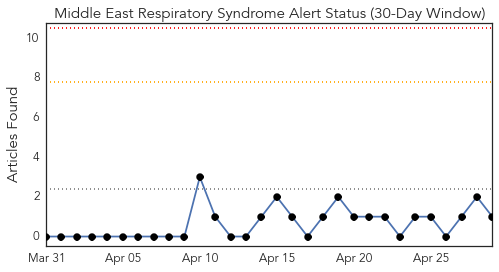 Middle East Respiratory Syndrome Alert Status (30-Day Window)
Articles Found
10
8
6
4
2
0
Mar 31 Apr 05 Apr 10 Apr 15 Apr 20 Apr 25